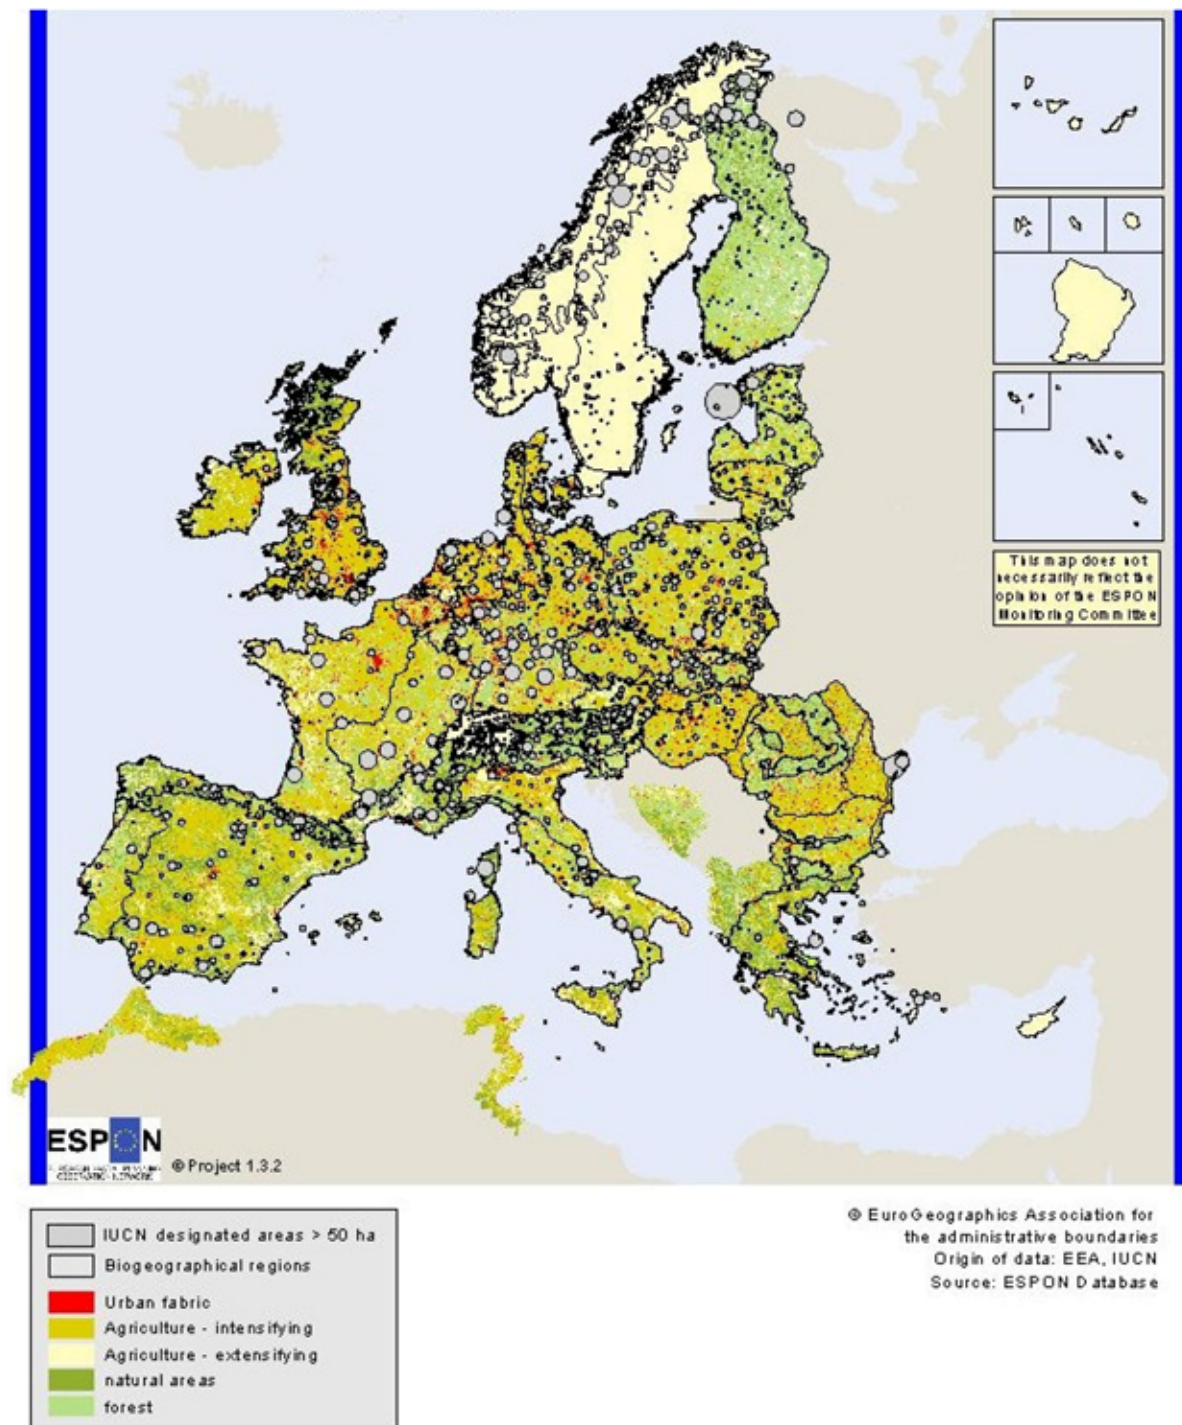 This map does not
necessarily reflect the
opinion of the ESPON
Monitoring Committee
ESPON
© Project 1.3.2
IUCN designated areas > 50 ha
Biogeographical regions
Urban fabric
Agriculture - intensifying
Agriculture - extensifying
natural areas
forest
© EuroGeographics Association for
the administrative boundaries
Origin of data: EEA, IUCN
Source: ESPON Database